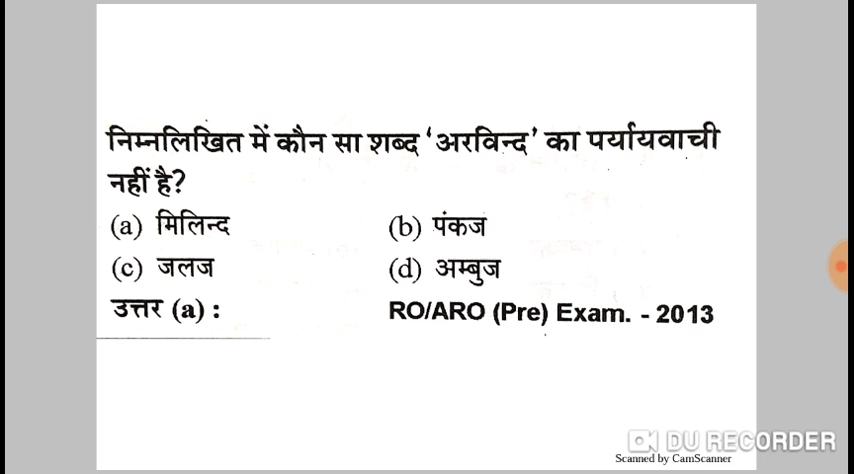 निम्नलिखित में कौन सा शब्द ‘अरविन्द’ का पर्यायवाची
नहीं है?
(a) मिलिन्द (b) पंकज
(c) जलज (d) अम्बुज
उत्तर (a) : RO/ARO (Pre) Exam. - 2013
DU RECORDER
Scanned by CamScanner